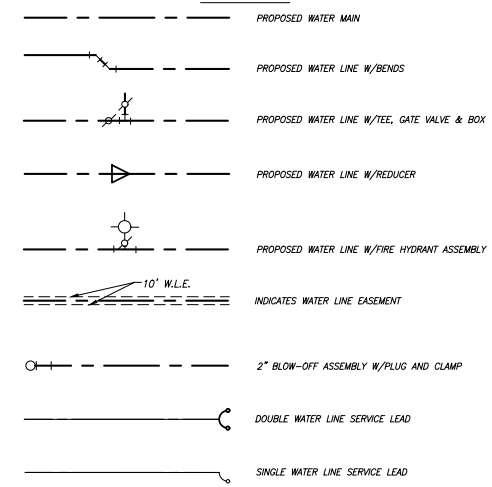 PROPOSED WATER MAIN
PROPOSED WATER LINE W/BENDS
PROPOSED WATER LINE W/TEE, GATE VALVE & BOX
PROPOSED WATER LINE W/REDUCER
PROPOSED WATER LINE W/FIRE HYDRANT ASSEMBLY
10' W.L.E.
INDICATES WATER LINE EASEMENT
2" BLOW-OFF ASSEMBLY W/PLUG AND CLAMP
DOUBLE WATER LINE SERVICE LEAD
SINGLE WATER LINE SERVICE LEAD